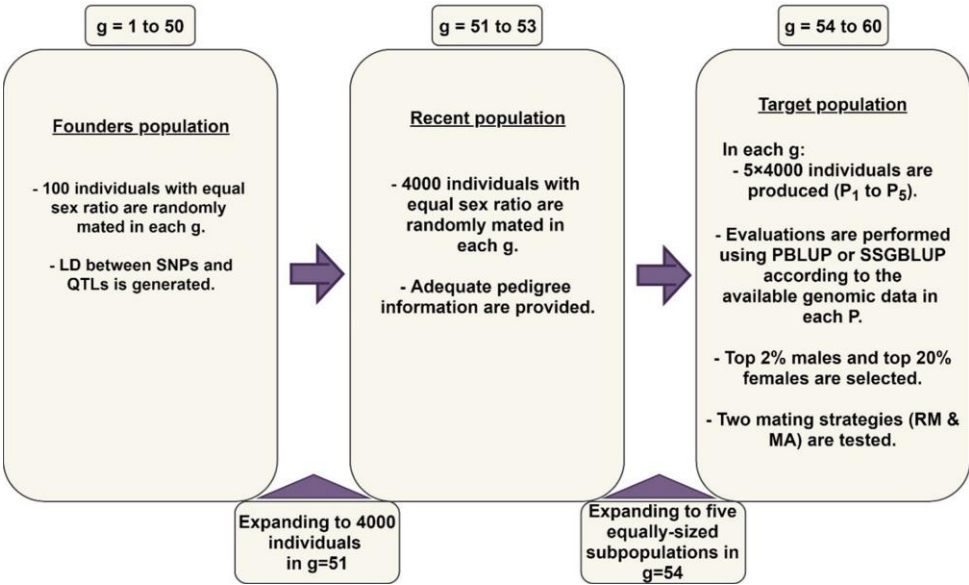 g = 1 to 50
Founders population
- 100 individuals with equal
sex ratio are randomly
mated in each g.
- LD between SNPs and
QTLs is generated.
g = 51 to 53
Recent population
- 4000 individuals with
equal sex ratio are
randomly mated in
each g.
- Adequate pedigree
information are provided.
g = 54 to 60
Target population
In each g:
- 5×4000 individuals are
produced (P₁ to P₅).
- Evaluations are performed
using PBLUP or SSGBLUP
according to the
available genomic data in
each P.
- Top 2% males and top 20%
females are selected.
- Two mating strategies (RM &
MA) are tested.
Expanding to 4000
individuals
in g=51
Expanding to five
equally-sized
subpopulations in
g=54